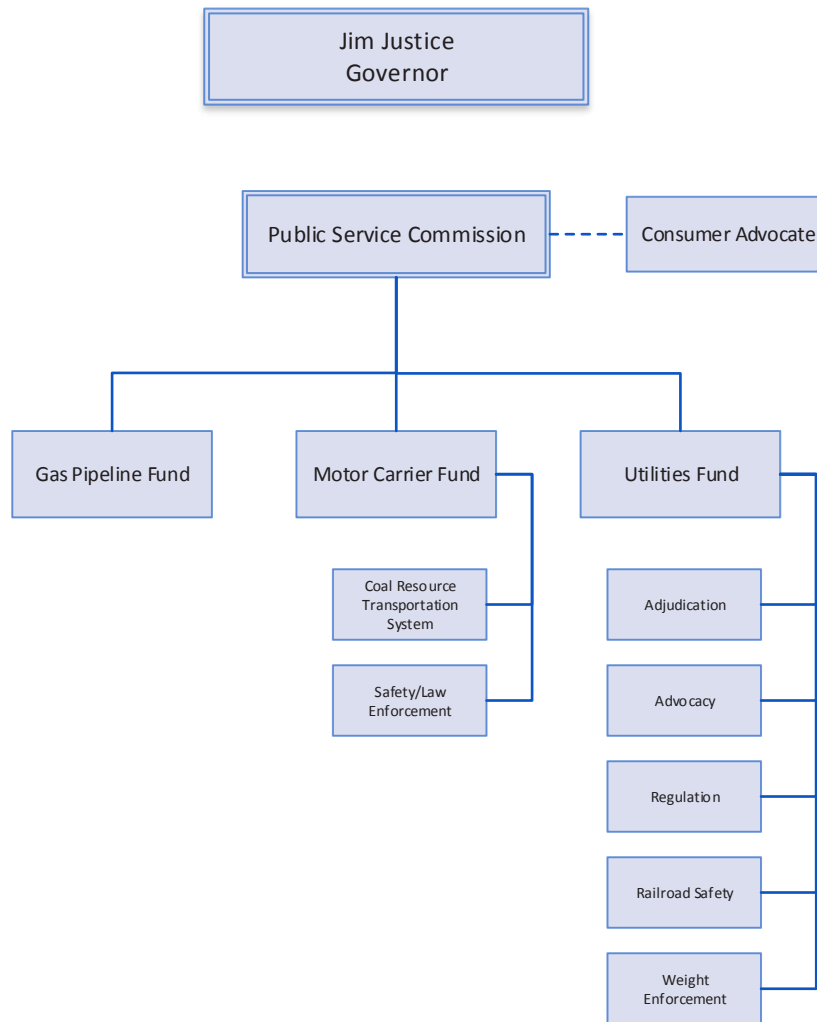 Jim Justice
Governor
Public Service Commission
Consumer Advocate
Gas Pipeline Fund
Motor Carrier Fund
Utilities Fund
Coal Resource
Transportation
System
Adjudication
Safety/Law
Enforcement
Advocacy
Regulation
Railroad Safety
Weight
Enforcement